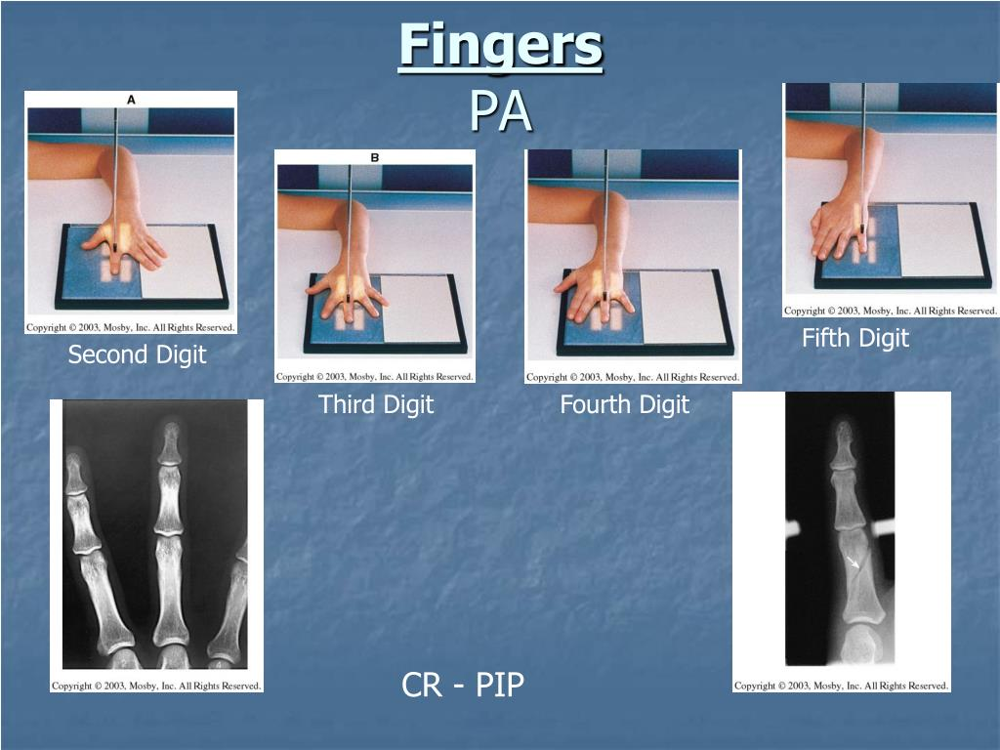 Fingers
PA
A
Copyright © 2003, Mosby, Inc. All Rights Reserved.
Second Digit
B
Copyright © 2003, Mosby, Inc. All Rights Reserved.
Third Digit
Copyright © 2003, Mosby, Inc. All Rights Reserved.
Fourth Digit
Copyright © 2003, Mosby, Inc. All Rights Reserved.
Fifth Digit
Copyright © 2003, Mosby, Inc. All Rights Reserved.
CR - PIP
Copyright © 2003, Mosby, Inc. All Rights Reserved.